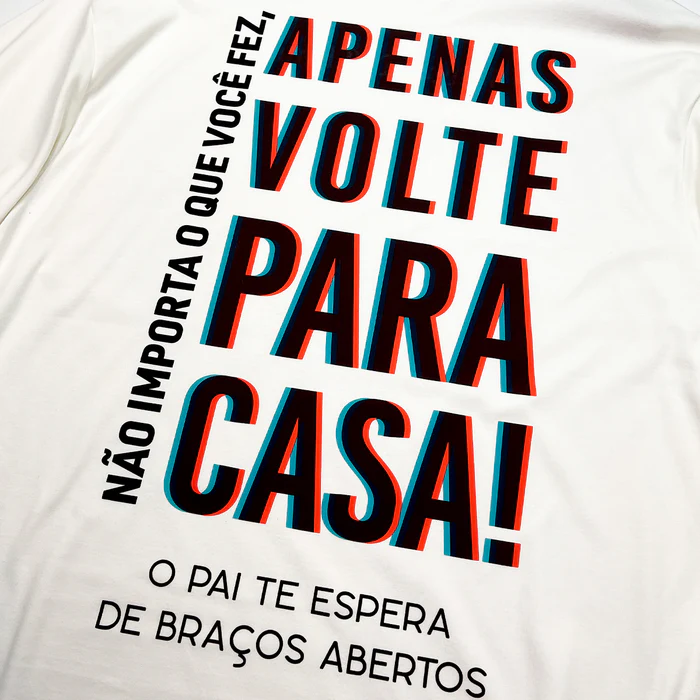 NÃO IMPORTA O QUE VOCÊ FEZ,
APENAS
VOLTE
PARA
CASA!
O PAI TE ESPERA
DE BRAÇOS ABERTOS